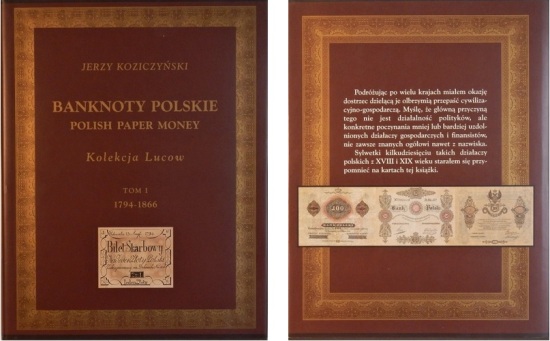 JERZY KOZICZYŃSKI
BANKNOTY POLSKIE
POLISH PAPER MONEY
Kolekcja Lucow
TOM I
1794-1866
Bilet Skarbowy
Podróżując po wielu krajach miałem okazję
dostrzec dzielącą je olbrzymią przepaść cywiliza-
cyjno-gospodarczą. Myślę, że główną przyczyną
tego nie jest działalność polityków, ale
konkretne poczynania mniej lub bardziej uzdol-
nionych działaczy gospodarczych i finansistów,
nie zawsze znanych ogółowi nawet z nazwiska.
Sylwetki kilkudziesięciu takich działaczy
polskich z XVIII i XIX wieku starałem się przy-
pomnieć na kartach tej książki.
Bank Polski